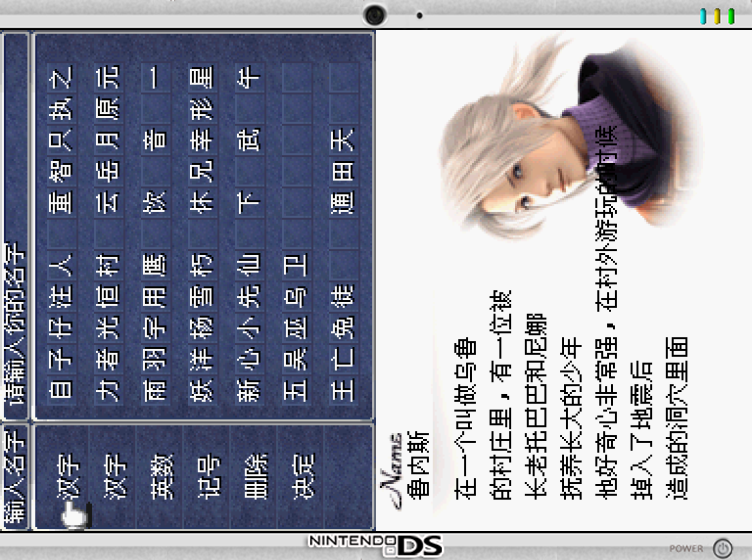 输入名字
请输入你的名字
汉字
汉字
英数
记号
删除
决定
自子仔注人 重智只执之
力者光恒村 云岳月原元
雨羽宇用鹰 饮 音 一
妖洋杨雪朽 休兄幸形星
新心小先仙 下 武 午
五吴巫乌卫
王亡兔徒 通田天
Name
鲁内斯
在一个叫做乌鲁
的村庄里，有一位被
长老托巴巴和尼娜
抚养长大的少年
他好奇心非常强，在村外游玩的时候
掉入了地震后
造成的洞穴里面
NINTENDO DS
POWER